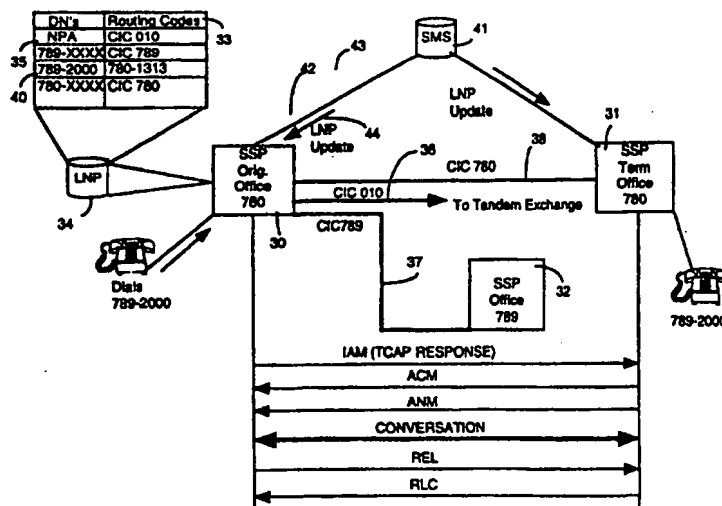 DN's Routing Codes 33
NPA CIC 010
35 789-XXXX CIC 789
40 789-2000 780-1313
780-XXXX CIC 780
SMS 41
43
42
LNP
Update
LNP
Update 44
31
LNP
34
SSP
Orig.
Office
780
30
36
38
CIC 780
CIC 010
To Tandem Exchange
CIC789
SSP
Term
Office
780
Dials
789-2000
37
SSP
Office
789
32
789-2000
IAM (TCAP RESPONSE)
ACM
ANM
CONVERSATION
REL
RLC